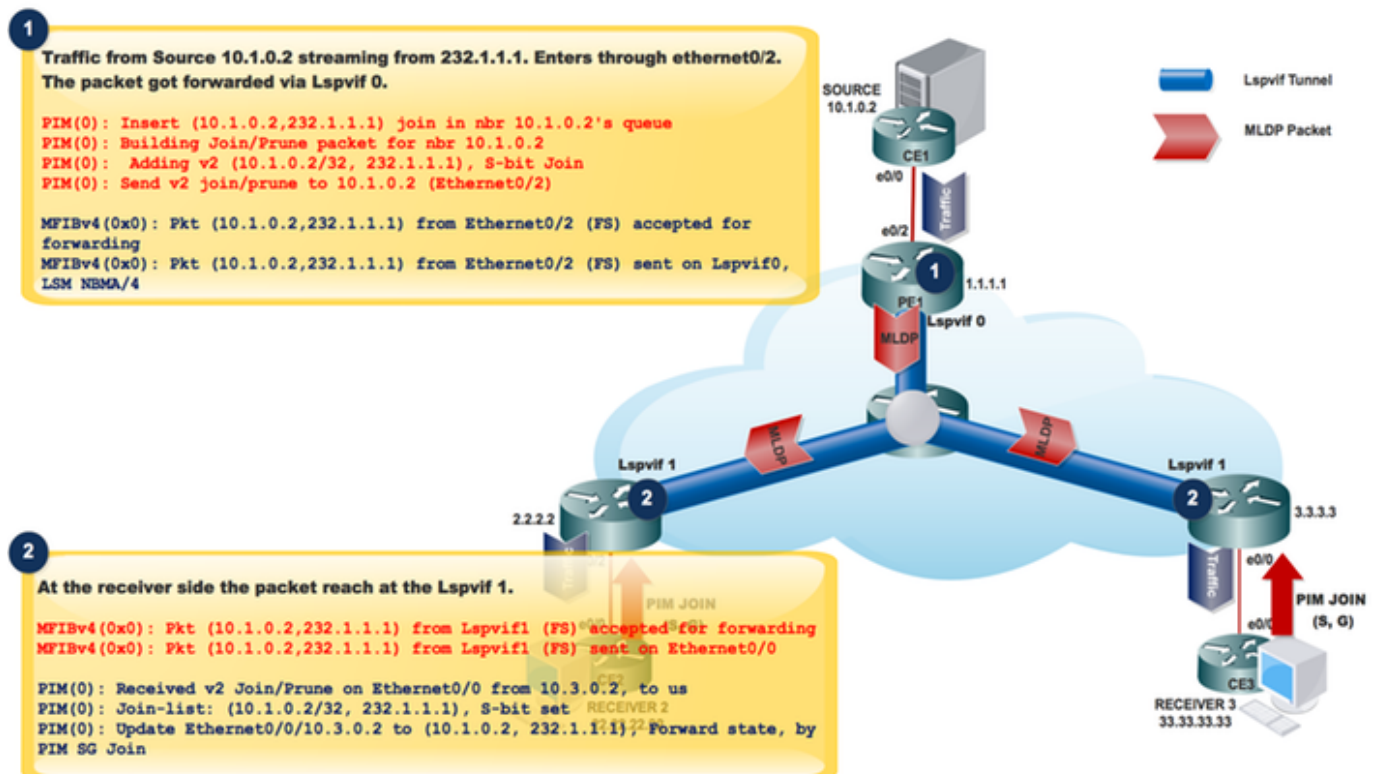 1
Traffic from Source 10.1.0.2 streaming from 232.1.1.1. Enters through ethernet0/2.
The packet got forwarded via Lspvif 0.
PIM(0): Insert (10.1.0.2,232.1.1.1) join in nbr 10.1.0.2's queue
PIM(0): Building Join/Prune packet for nbr 10.1.0.2
PIM(0):  Adding v2 (10.1.0.2/32, 232.1.1.1), S-bit Join
PIM(0): Send v2 join/prune to 10.1.0.2 (Ethernet0/2)
MFIBv4(0x0): Pkt (10.1.0.2,232.1.1.1) from Ethernet0/2 (FS) accepted for
forwarding
MFIBv4(0x0): Pkt (10.1.0.2,232.1.1.1) from Ethernet0/2 (FS) sent on Lspvif0,
LSM NBMA/4
SOURCE
10.1.0.2
CE1
e0/0
Traffic
e0/2
1
1.1.1.1
PE1
Lspvif 0
MLDP
Lspvif Tunnel
MLDP Packet
MLDP
MLDP
Lspvif 1
2
2.2.2.2
Traffic
Lspvif 1
2
3.3.3.3
Traffic
e0/0
PIM JOIN
(S, G)
e0/0
CE3
RECEIVER 3
33.33.33.33
PIM JOIN
(S, G)
e0/0
CE2
RECEIVER 2
2
At the receiver side the packet reach at the Lspvif 1.
MFIBv4(0x0): Pkt (10.1.0.2,232.1.1.1) from Lspvif1 (FS) accepted for forwarding
MFIBv4(0x0): Pkt (10.1.0.2,232.1.1.1) from Lspvif1 (FS) sent on Ethernet0/0
PIM(0): Received v2 Join/Prune on Ethernet0/0 from 10.3.0.2, to us
PIM(0): Join-list: (10.1.0.2/32, 232.1.1.1), S-bit set
PIM(0): Update Ethernet0/0/10.3.0.2 to (10.1.0.2, 232.1.1.1), Forward state, by
PIM SG Join